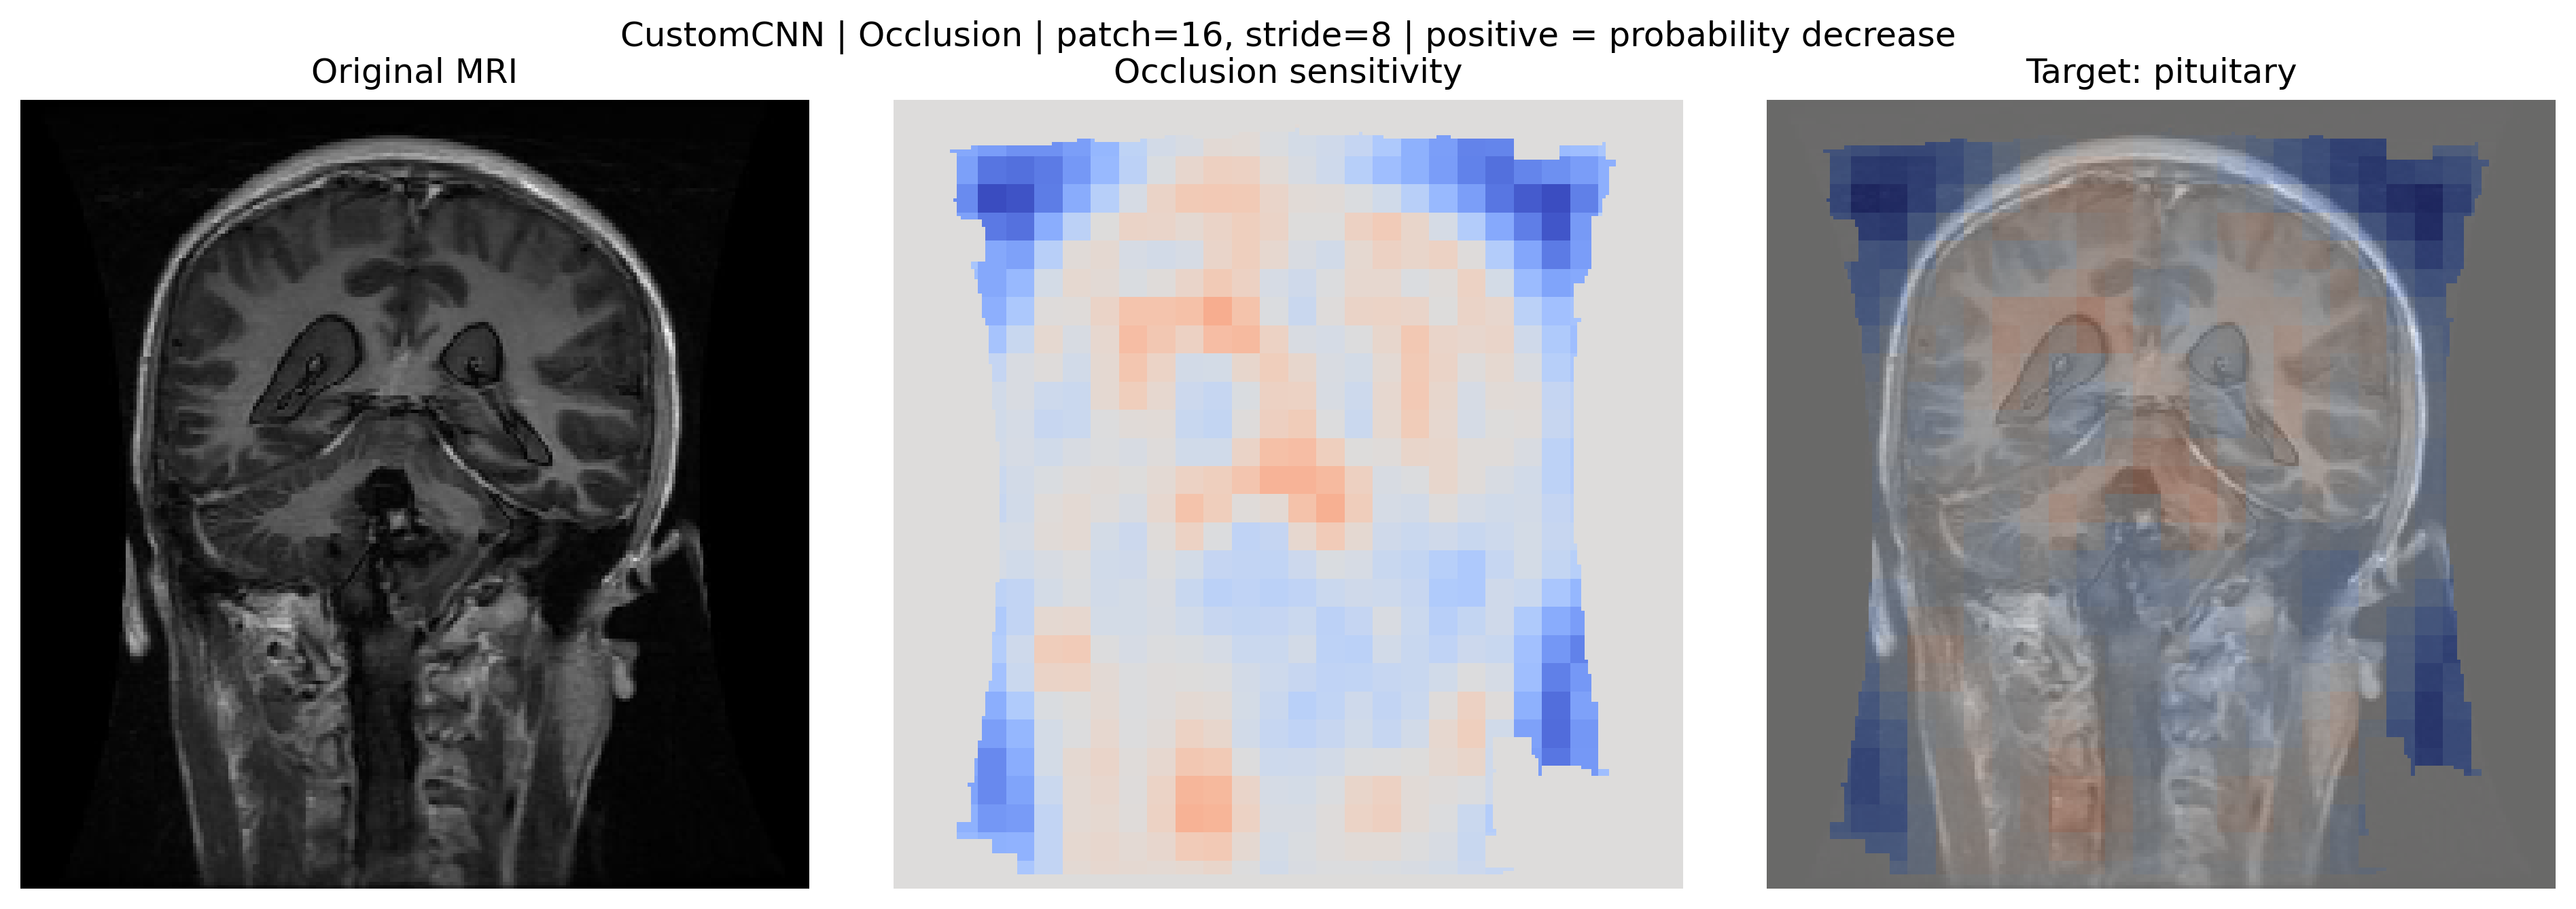 CustomCNN | Occlusion | patch=16, stride=8 | positive = probability decrease
Original MRI
Occlusion sensitivity
Target: pituitary